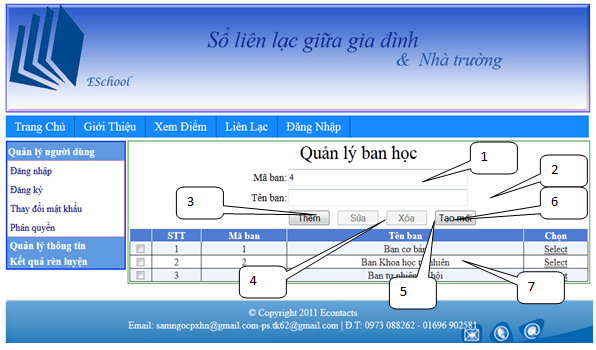 Sổ liên lạc giữa gia đình
& Nhà trường
ESchool
Trang Chủ Giới Thiệu Xem Điểm Liên Lạc Đăng Nhập
Quản lý người dùng
Đăng nhập
Đăng ký
Thay đổi mật khẩu
Phân quyền
Quản lý thông tin
Kết quả rèn luyện
Quản lý ban học
1
Mã ban: 4
2
Tên ban:
3
Thêm Sửa Xóa Tạo mới
6
STT Mã ban Tên ban Chọn
1 1 Ban cơ bản Select
2 2 Ban Khoa học tự nhiên Select
3 Ban tự nhiên hội
4
5
7
© Copyright 2011 Econtacts
Email: samngocpxhn@gmail.com-ps.tk62@gmail.com | Đ.T: 0973 088262 - 01696 902581